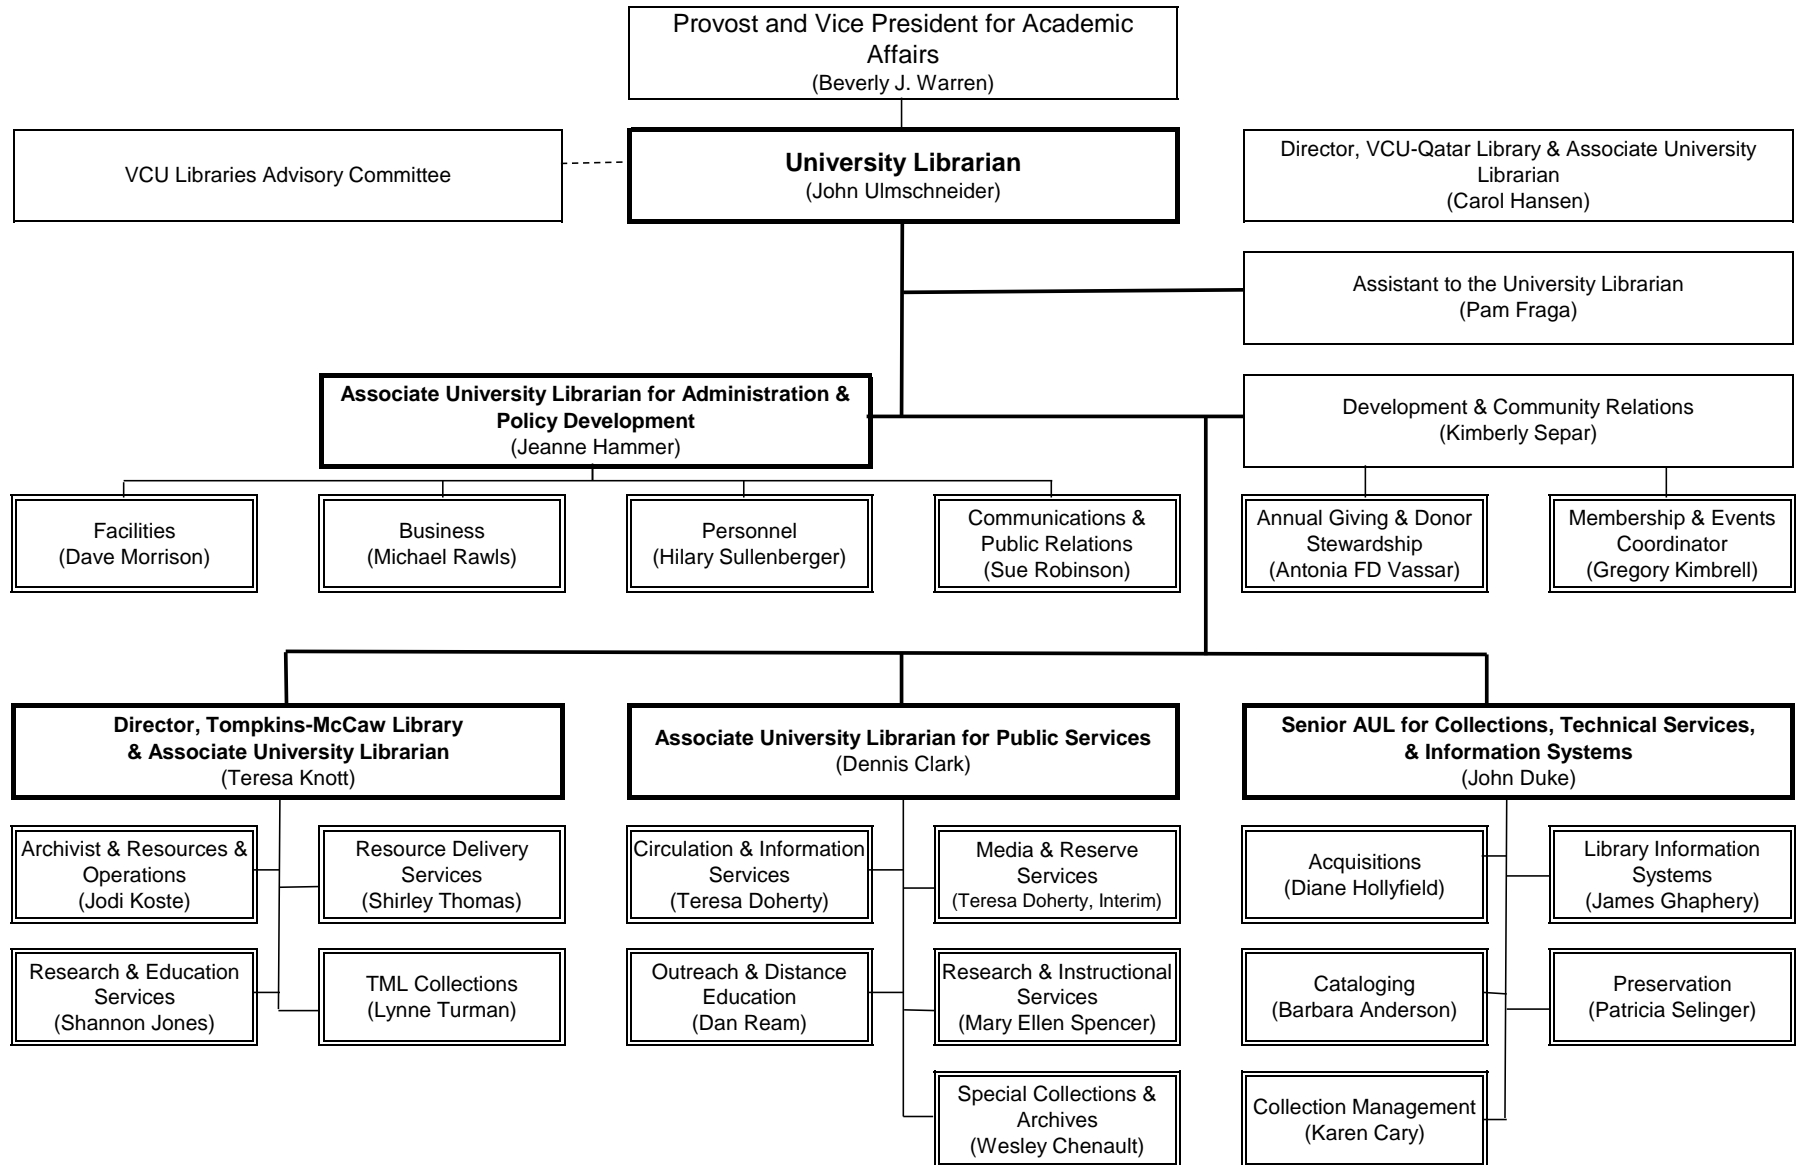 Provost and Vice President for Academic
Affairs
(Beverly J. Warren)
VCU Libraries Advisory Committee
University Librarian
(John Ulmschneider)
Director, VCU-Qatar Library & Associate University
Librarian
(Carol Hansen)
Assistant to the University Librarian
(Pam Fraga)
Associate University Librarian for Administration &
Policy Development
(Jeanne Hammer)
Development & Community Relations
(Kimberly Separ)
Facilities
(Dave Morrison)
Business
(Michael Rawls)
Personnel
(Hilary Sullenberger)
Communications &
Public Relations
(Sue Robinson)
Annual Giving & Donor
Stewardship
(Antonia FD Vassar)
Membership & Events
Coordinator
(Gregory Kimbrell)
Director, Tompkins-McCaw Library
& Associate University Librarian
(Teresa Knott)
Associate University Librarian for Public Services
(Dennis Clark)
Senior AUL for Collections, Technical Services,
& Information Systems
(John Duke)
Archivist & Resources &
Operations
(Jodi Koste)
Resource Delivery
Services
(Shirley Thomas)
Circulation & Information
Services
(Teresa Doherty)
Media & Reserve
Services
(Teresa Doherty, Interim)
Acquisitions
(Diane Hollyfield)
Library Information
Systems
(James Ghaphery)
Research & Education
Services
(Shannon Jones)
TML Collections
(Lynne Turman)
Outreach & Distance
Education
(Dan Ream)
Research & Instructional
Services
(Mary Ellen Spencer)
Cataloging
(Barbara Anderson)
Preservation
(Patricia Selinger)
Special Collections &
Archives
(Wesley Chenault)
Collection Management
(Karen Cary)